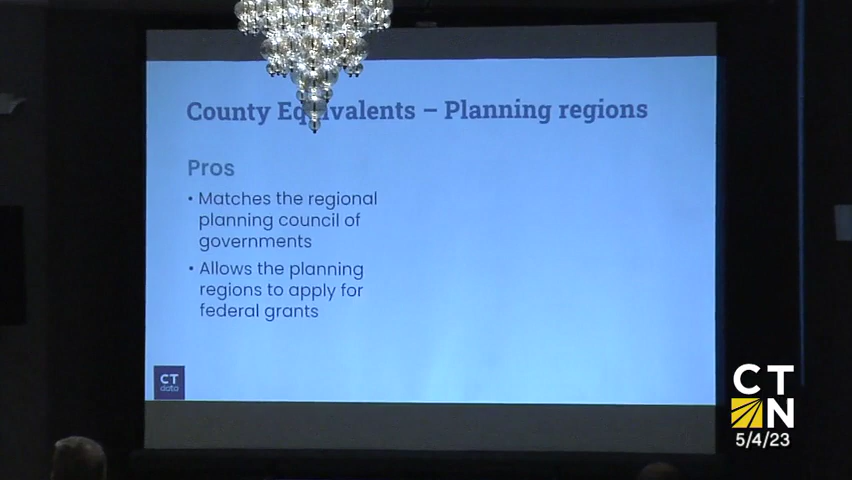 County Equivalents – Planning regions
Pros
• Matches the regional
planning council of
governments
• Allows the planning
regions to apply for
federal grants
CT
data
CT
N
5/4/23